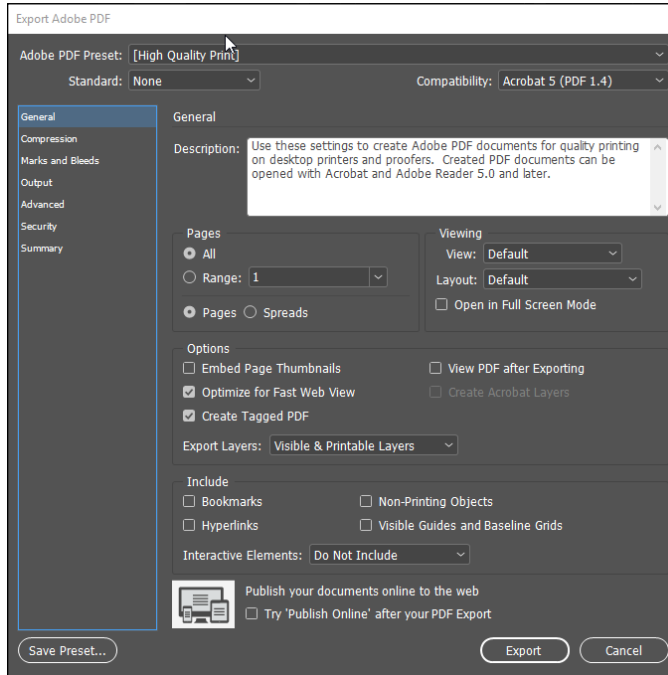 Export Adobe PDF
Adobe PDF Preset: [High Quality Print]
Standard: None Compatibility: Acrobat 5 (PDF 1.4)
General
Compression
Marks and Bleeds
Output
Advanced
Security
Summary
General
Description: Use these settings to create Adobe PDF documents for quality printing
on desktop printers and proofers. Created PDF documents can be
opened with Acrobat and Adobe Reader 5.0 and later.
Pages
All
Range: 1
Pages Spreads
Viewing
View: Default
Layout: Default
Open in Full Screen Mode
Options
Embed Page Thumbnails View PDF after Exporting
Optimize for Fast Web View Create Acrobat Layers
Create Tagged PDF
Export Layers: Visible & Printable Layers
Include
Bookmarks Non-Printing Objects
Hyperlinks Visible Guides and Baseline Grids
Interactive Elements: Do Not Include
Publish your documents online to the web
Try 'Publish Online' after your PDF Export
Save Preset... Export Cancel